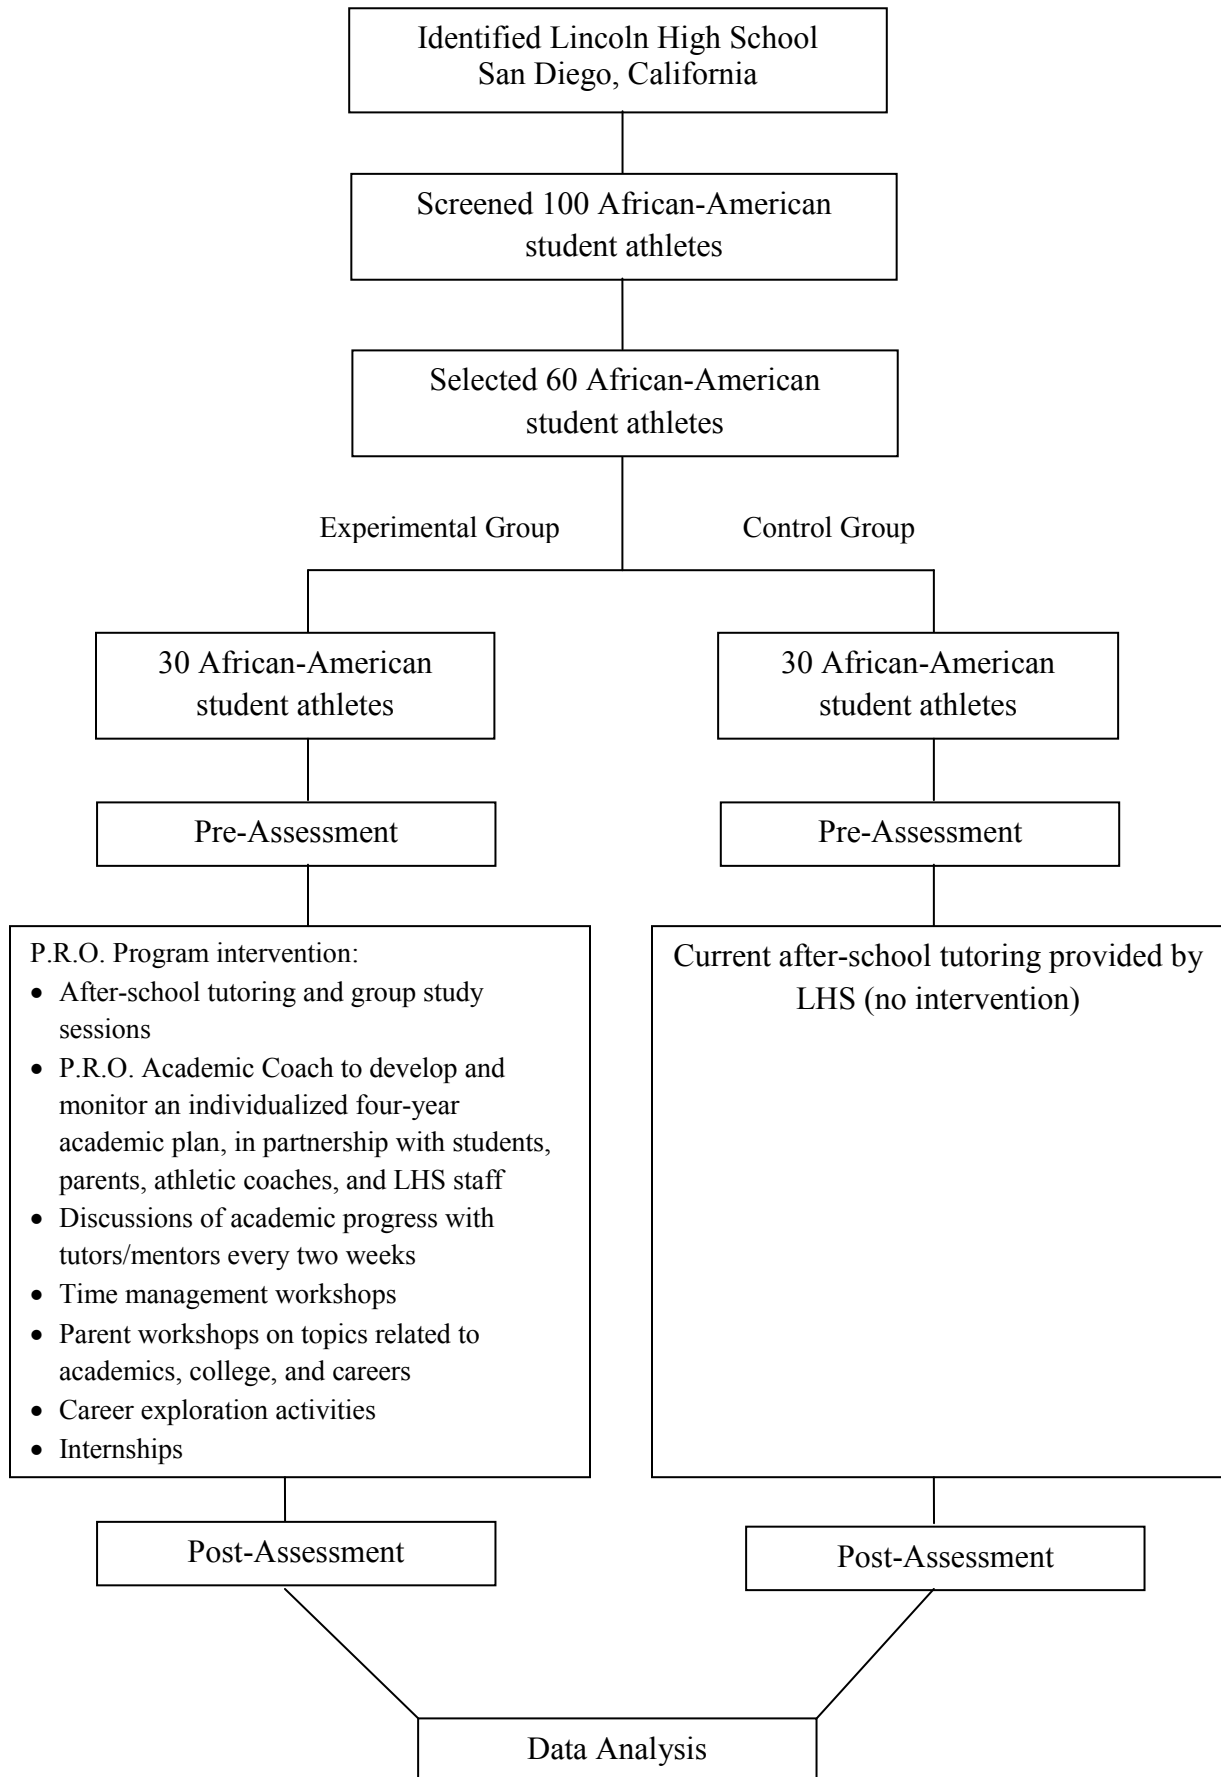 Identified Lincoln High School
San Diego, California
Screened 100 African-American
student athletes
Selected 60 African-American
student athletes
Experimental Group
Control Group
30 African-American
student athletes
30 African-American
student athletes
Pre-Assessment
Pre-Assessment
P.R.O. Program intervention:
• After-school tutoring and group study
sessions
• P.R.O. Academic Coach to develop and
monitor an individualized four-year
academic plan, in partnership with students,
parents, athletic coaches, and LHS staff
• Discussions of academic progress with
tutors/mentors every two weeks
• Time management workshops
• Parent workshops on topics related to
academics, college, and careers
• Career exploration activities
• Internships
Current after-school tutoring provided by
LHS (no intervention)
Post-Assessment
Post-Assessment
Data Analysis